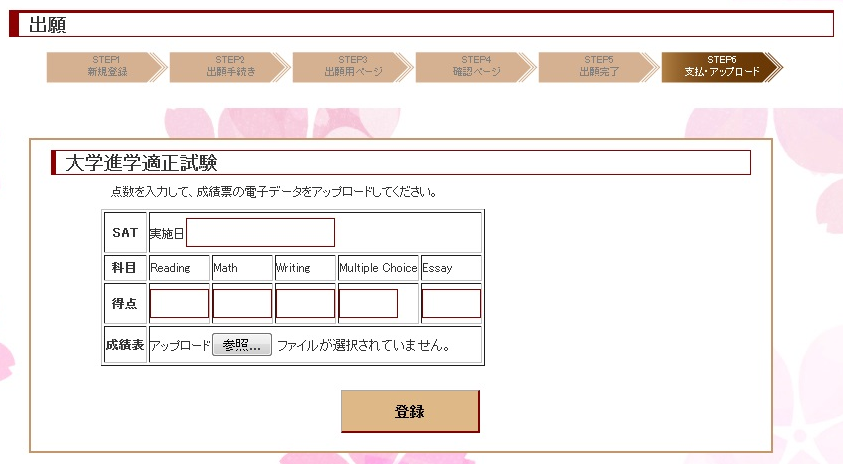 出願
STEP1 STEP2 STEP3 STEP4 STEP5 STEP6
新規登録 出願手続き 出願用ページ 確認ページ 出願完了 支払・アップロード
大学進学適正試験
点数を入力して、成績票の電子データをアップロードしてください。
SAT 実施日
科目 Reading Math Writing Multiple Choice Essay
得点
成績表 アップロード 参照... ファイルが選択されていません。
登録